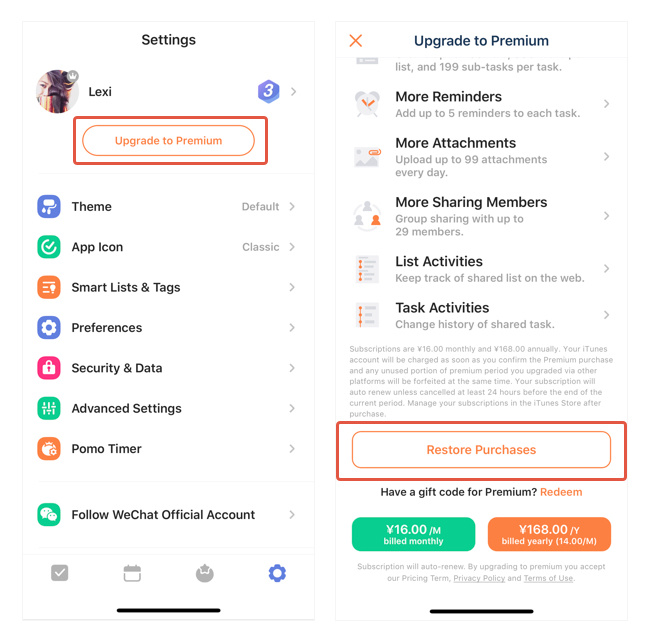 Settings
Lexi
3
Upgrade to Premium
Theme
Default
App Icon
Classic
Smart Lists & Tags
Preferences
Security & Data
Advanced Settings
Pomo Timer
Follow WeChat Official Account
Upgrade to Premium
list, and 199 sub-tasks per task.
More Reminders
Add up to 5 reminders to each task.
More Attachments
Upload up to 99 attachments
every day.
More Sharing Members
Group sharing with up to
29 members.
List Activities
Keep track of shared list on the web.
Task Activities
Change history of shared task.
Subscriptions are ¥16.00 monthly and ¥168.00 annually. Your iTunes
account will be charged as soon as you confirm the Premium purchase
and any unused portion of premium period you upgraded via other
platforms will be forfeited at the same time. Your subscription will
auto renew unless cancelled at least 24 hours before the end of the
current period. Manage your subscriptions in the iTunes Store after
purchase.
Restore Purchases
Have a gift code for Premium? Redeem
¥16.00 /M
billed monthly
¥168.00 /Y
billed yearly (14.00/M)
Subscription will auto-renew. By upgrading to premium you accept
our Pricing Term, Privacy Policy and Terms of Use.